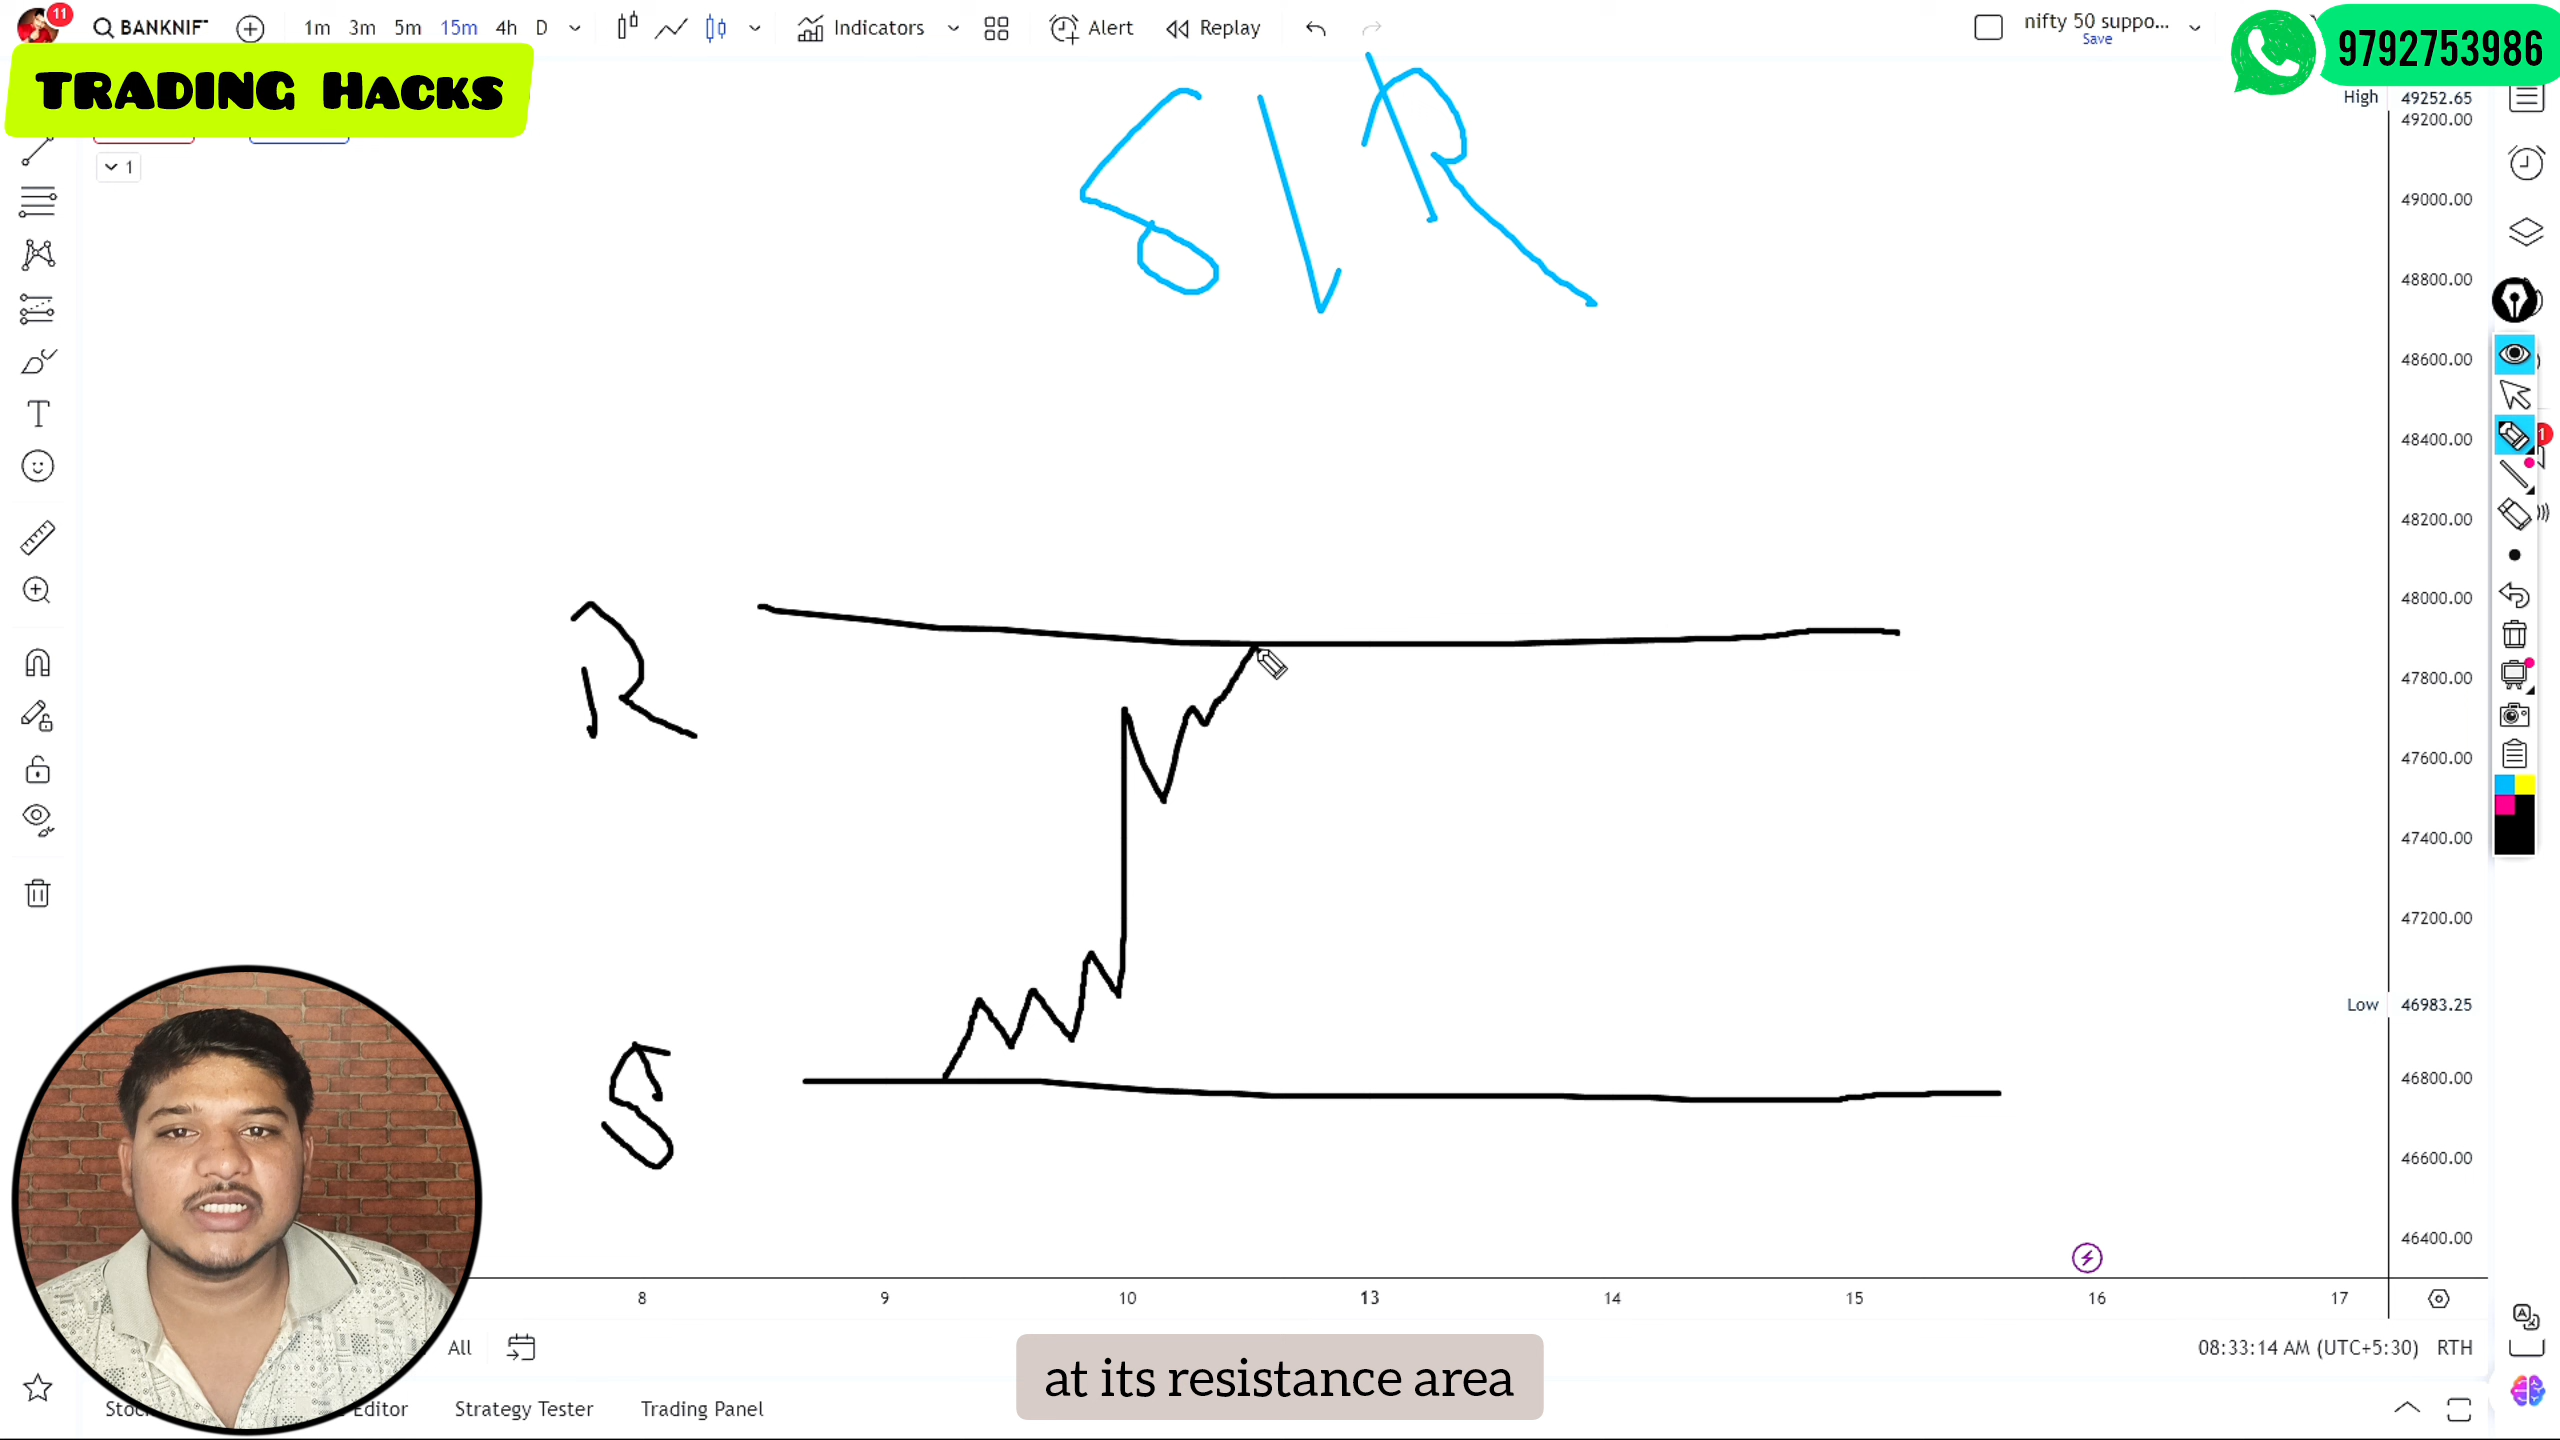 11
BANKNIF
1m 3m 5m 15m 4h D
Indicators
Alert
Replay
nifty 50 suppo...
Save
9792753986
TRADING HACKS
1
S/R
High 49252.65
49200.00
49000.00
48800.00
48600.00
48400.00
1
48200.00
48000.00
R
47800.00
47600.00
47400.00
47200.00
Low 46983.25
S
46800.00
46600.00
46400.00
8 9 10 13 14 15 16 17
All
08:33:14 AM (UTC+5:30) RTH
at its resistance area
Editor Strategy Tester Trading Panel